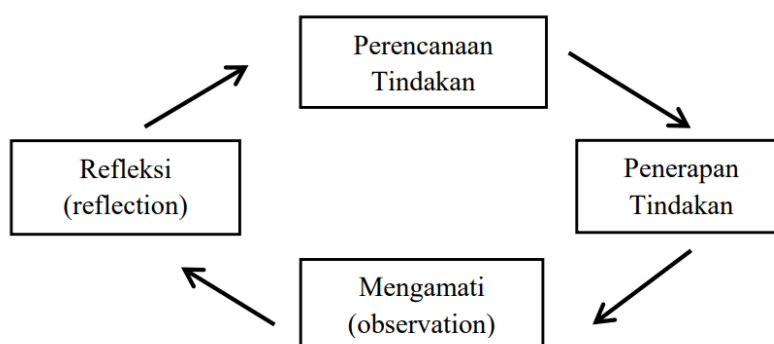 Perencanaan
Tindakan
Penerapan
Tindakan
Mengamati
(observation)
Refleksi
(reflection)